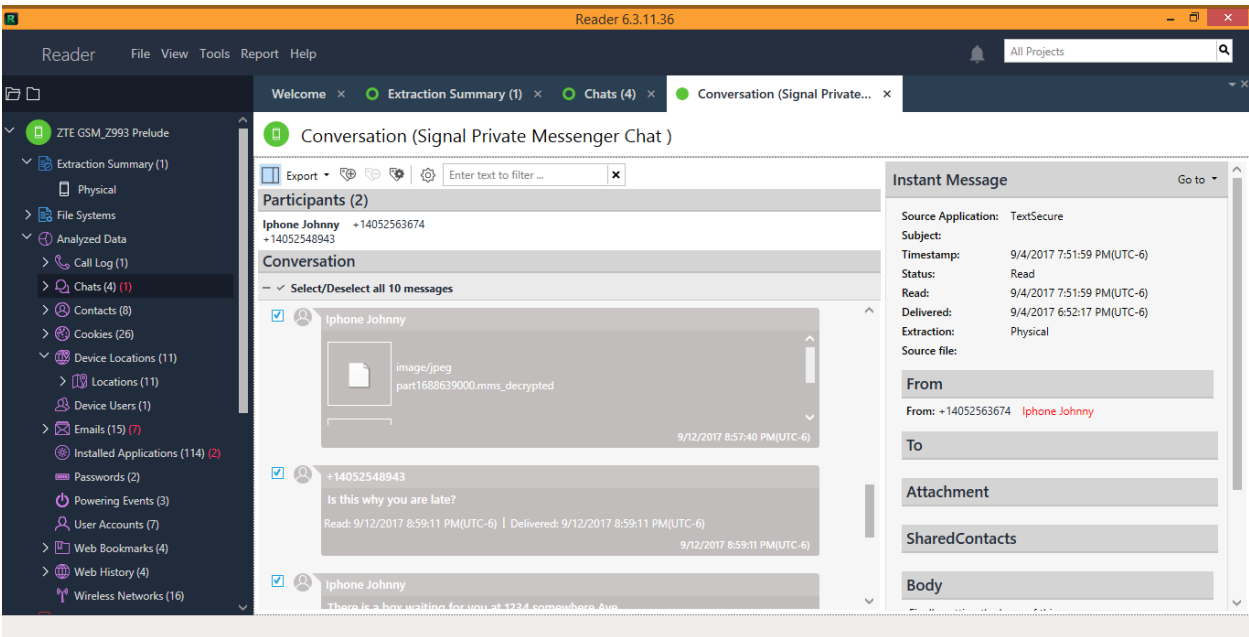 R
Reader 6.3.11.36
Reader File View Tools Report Help
All Projects
Welcome × Extraction Summary (1) × Chats (4) × Conversation (Signal Private... ×
ZTE GSM_Z993 Prelude
Extraction Summary (1)
Physical
File Systems
Analyzed Data
Call Log (1)
Chats (4) (1)
Contacts (8)
Cookies (26)
Device Locations (11)
Locations (11)
Device Users (1)
Emails (15) (7)
Installed Applications (114) (2)
Passwords (2)
Powering Events (3)
User Accounts (7)
Web Bookmarks (4)
Web History (4)
Wireless Networks (16)
Conversation (Signal Private Messenger Chat )
Export
Enter text to filter ...
Participants (2)
Iphone Johnny +14052563674
+14052548943
Conversation
Select/Deselect all 10 messages
Iphone Johnny
image/jpeg
part1688639000.mms_decrypted
9/12/2017 8:57:40 PM(UTC-6)
+14052548943
Is this why you are late?
Read: 9/12/2017 8:59:11 PM(UTC-6) | Delivered: 9/12/2017 8:59:11 PM(UTC-6)
9/12/2017 8:59:11 PM(UTC-6)
Iphone Johnny
There is a box waiting for you at 1234 somewhere Ave
Instant Message Go to
Source Application: TextSecure
Subject:
Timestamp: 9/4/2017 7:51:59 PM(UTC-6)
Status: Read
Read: 9/4/2017 7:51:59 PM(UTC-6)
Delivered: 9/4/2017 6:52:17 PM(UTC-6)
Extraction: Physical
Source file:
From
From: +14052563674 Iphone Johnny
To
Attachment
SharedContacts
Body